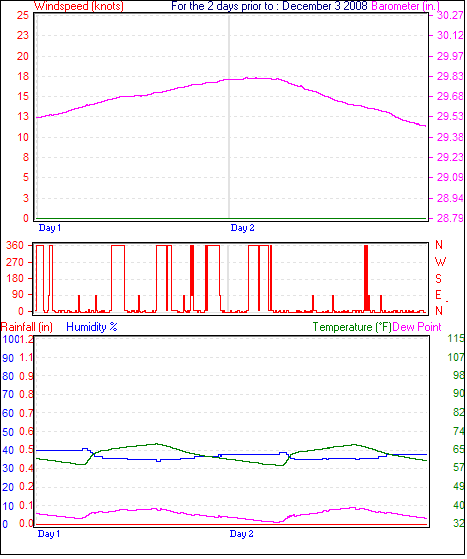 Windspeed (knots) For the 2 days prior to : December 3 2008 Barometer (in.)
25 30.27
23 30.12
20 29.97
18 29.83
15 29.68
13 29.53
10 29.38
8 29.23
5 29.09
3 28.94
0 28.79
Day 1 Day 2
360 N
270 W
180 S
90 E
0 N
Rainfall (in) Humidity % Temperature (°F) Dew Point
100 1.2 115
90 1.1 107
80 0.9 98
70 0.8 90
60 0.7 82
50 0.6 74
40 0.5 65
30 0.4 57
20 0.2 49
10 0.1 40
0 0.0 32
Day 1 Day 2